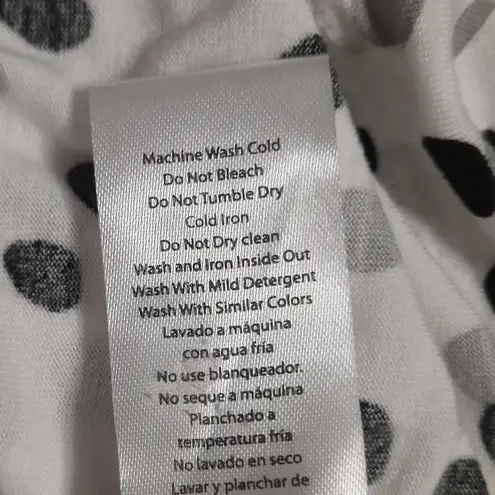 Machine Wash Cold
Do Not Bleach
Do Not Tumble Dry
Cold Iron
Do Not Dry clean
Wash and Iron Inside Out
Wash With Mild Detergent
Wash With Similar Colors
Lavado a máquina
con agua fria
No use blanqueador.
No seque a máquina
Planchado a
temperatura fría
No lavado en seco
Lavar y planchar de